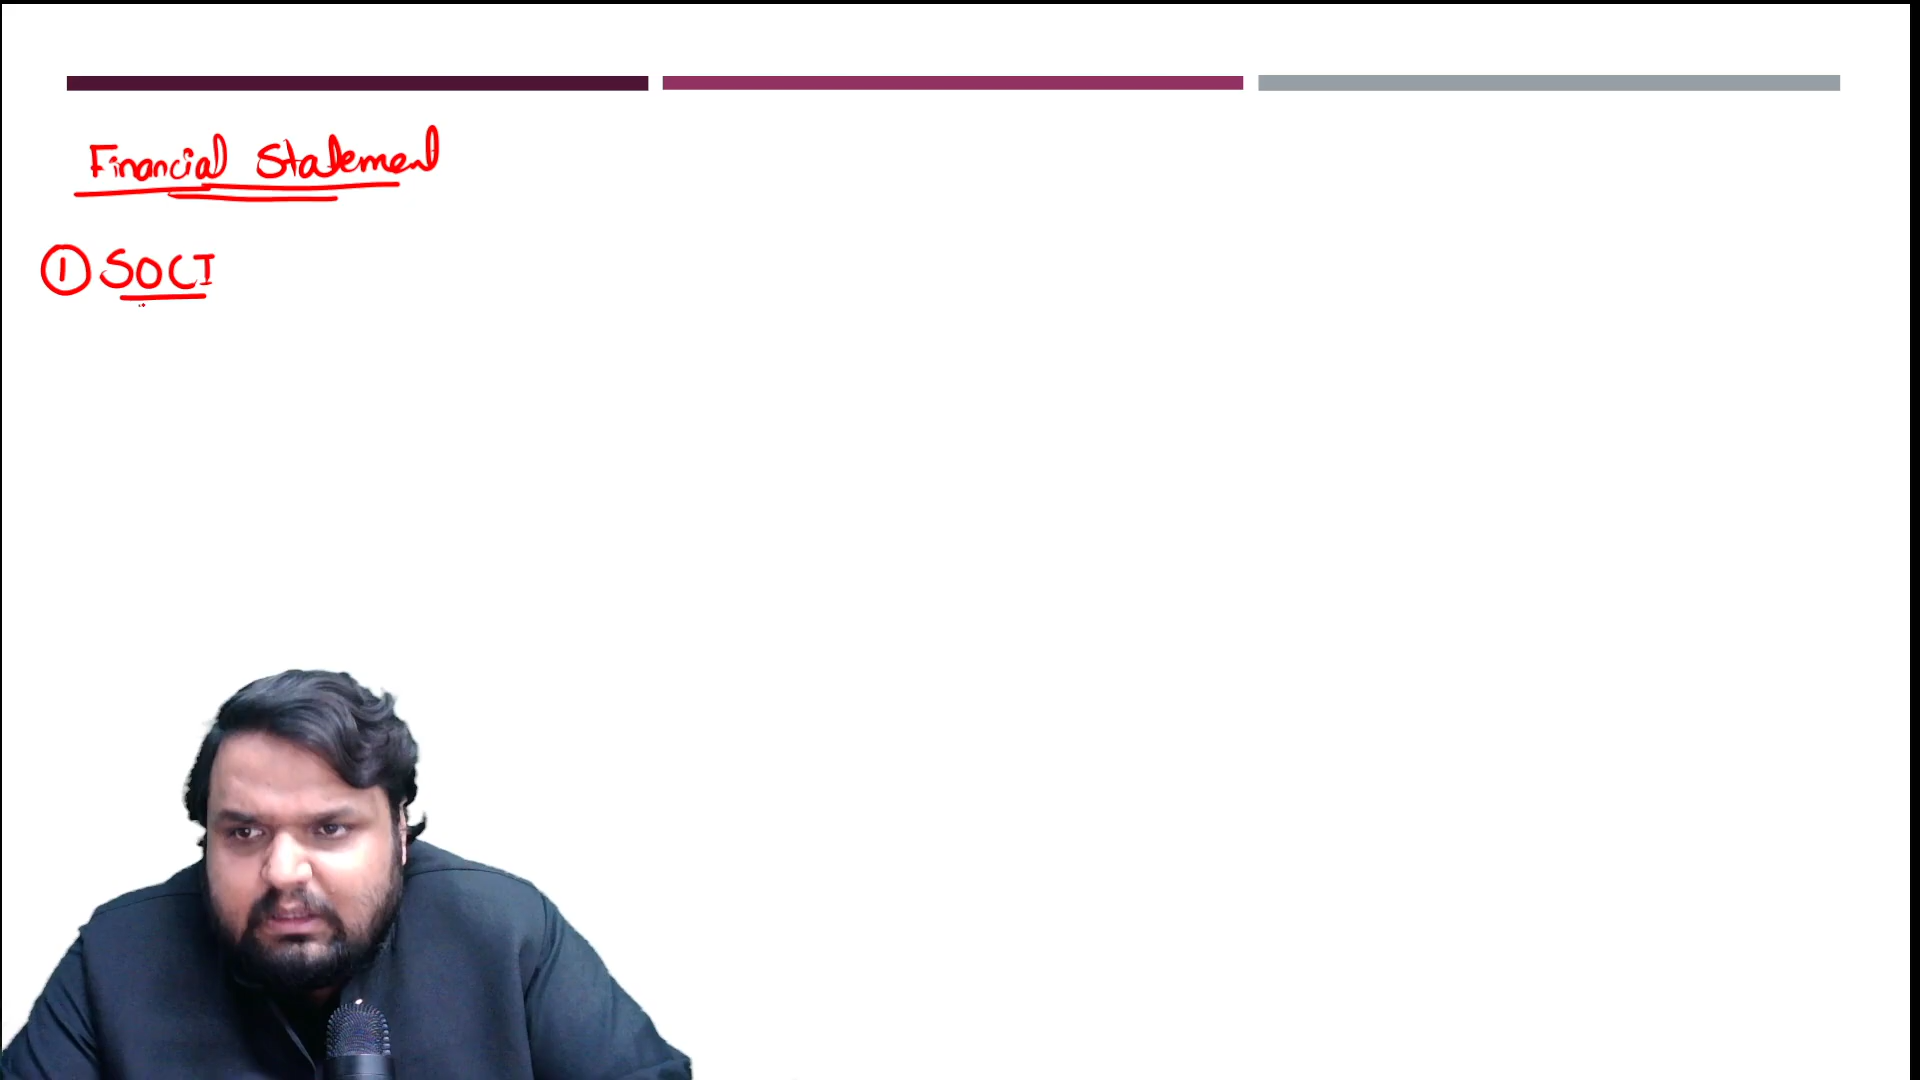 Financial Statement
① SOCI